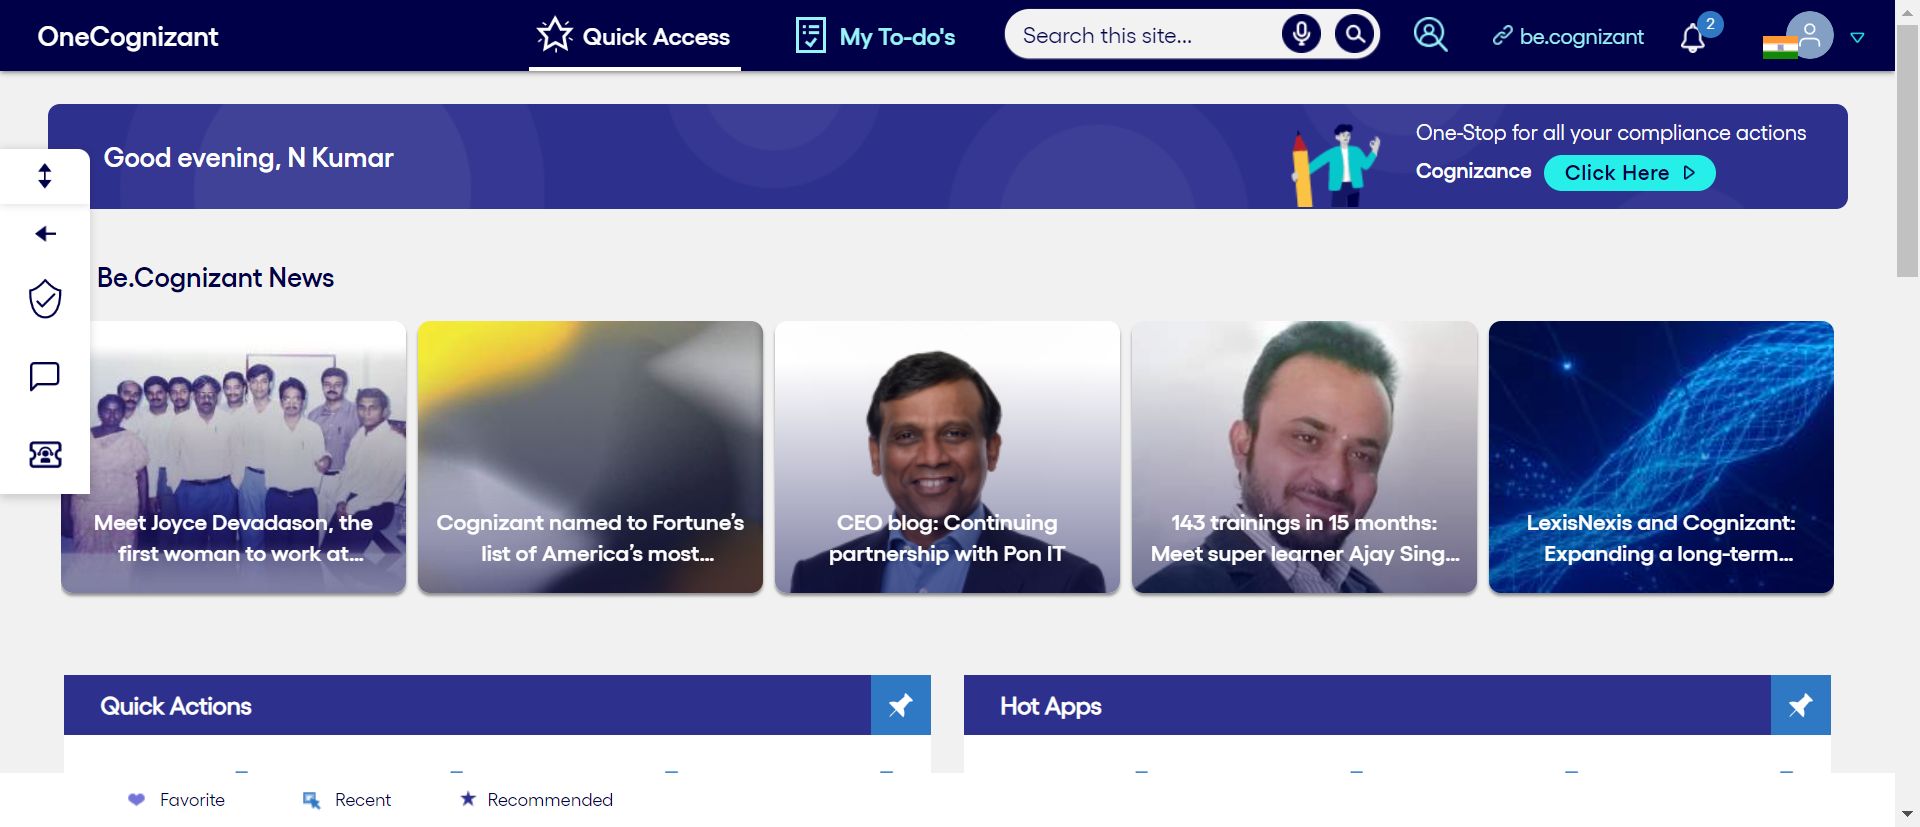 OneCognizant
Quick Access
My To-do's
Search this site...
be.cognizant
2
Good evening, N Kumar
One-Stop for all your compliance actions
Cognizance
Click Here
Be.Cognizant News
Meet Joyce Devadason, the
first woman to work at...
Cognizant named to Fortune’s
list of America’s most...
CEO blog: Continuing
partnership with Pon IT
143 trainings in 15 months:
Meet super learner Ajay Sing...
LexisNexis and Cognizant:
Expanding a long-term...
Quick Actions
Hot Apps
Favorite
Recent
Recommended